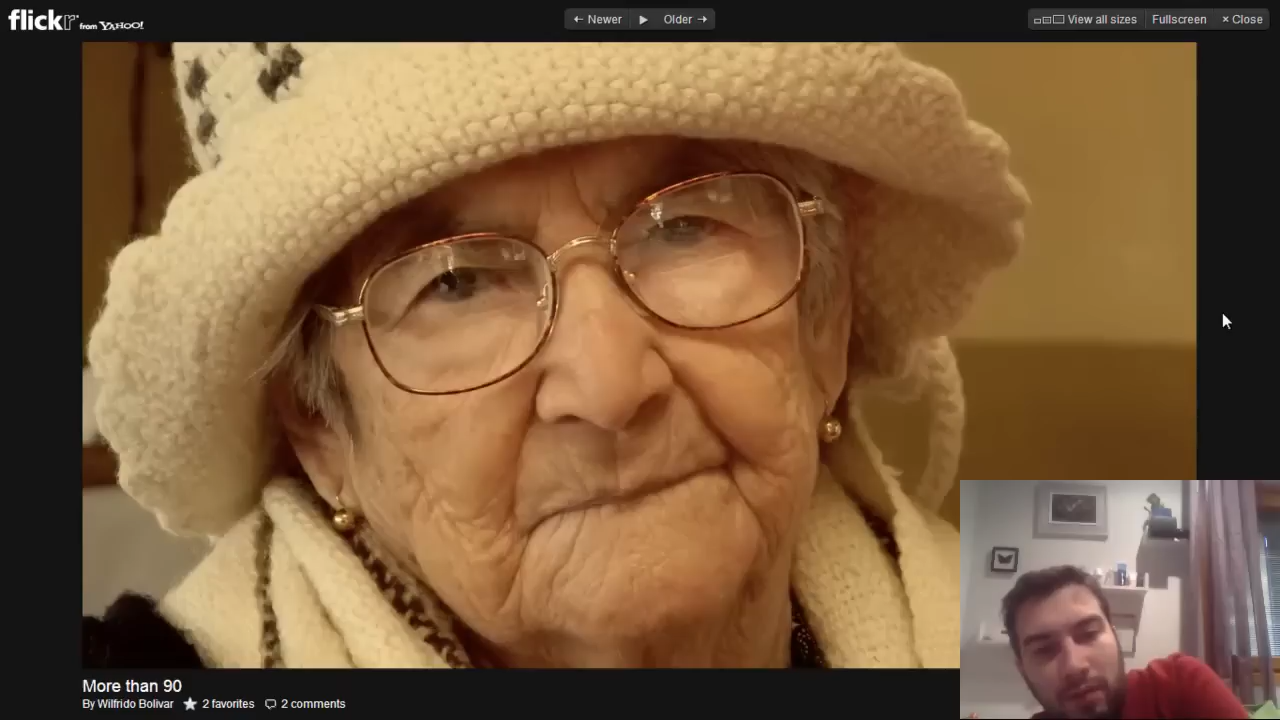 flickr from YAHOO!
← Newer ▶ Older → View all sizes Fullscreen × Close
More than 90
By Wilfrido Bolivar ★ 2 favorites 2 comments